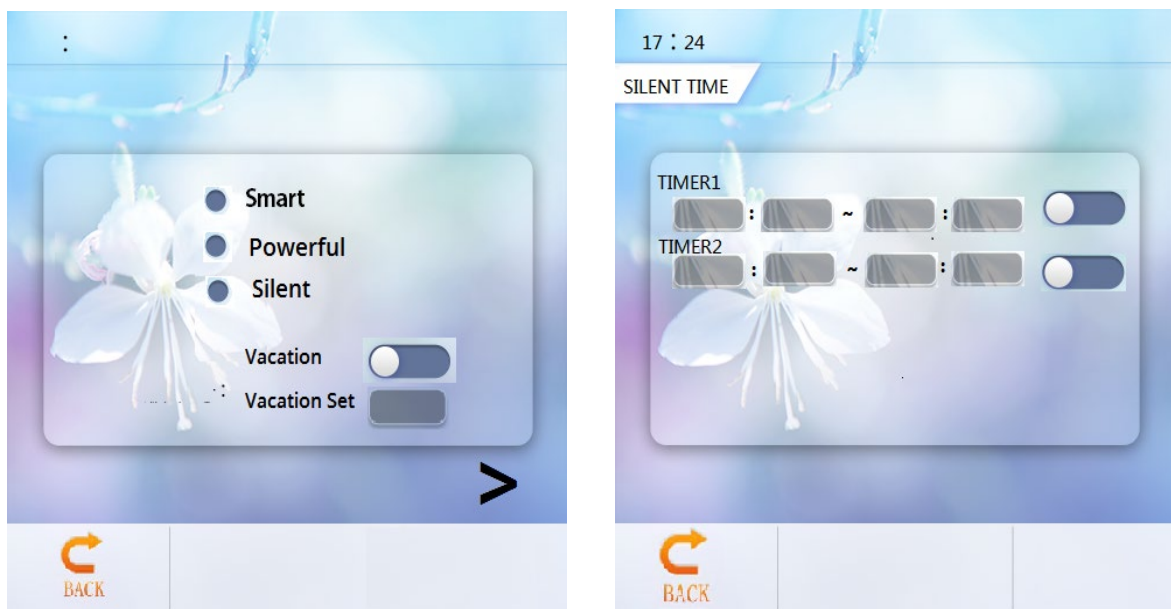 :
Smart
Powerful
Silent
Vacation
Vacation Set
>
BACK
17 : 24
SILENT TIME
TIMER1
: ~ :
TIMER2
: ~ :
BACK